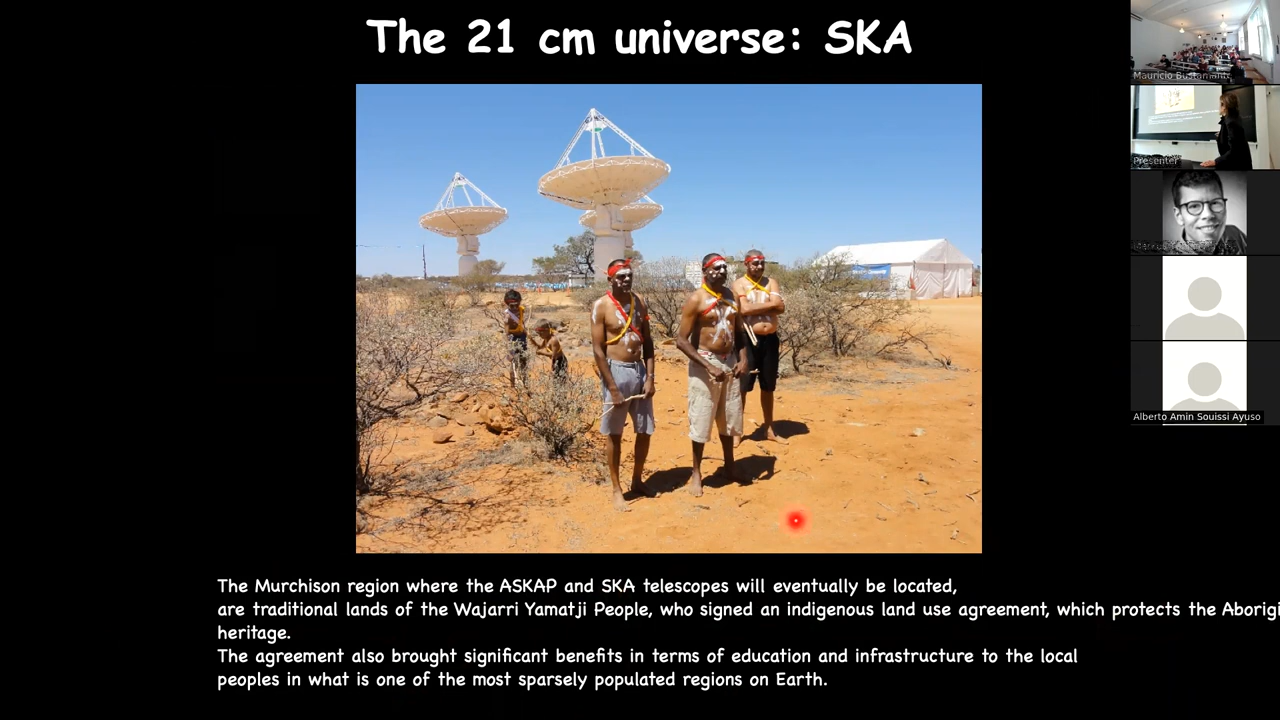 The 21 cm universe: SKA
Mauricio Bustamante
Presenter
The Murchison region where the ASKAP and SKA telescopes will eventually be located,
are traditional lands of the Wajarri Yamatji People, who signed an indigenous land use agreement, which protects the Aborigi
heritage.
The agreement also brought significant benefits in terms of education and infrastructure to the local
peoples in what is one of the most sparsely populated regions on Earth.
Alberto Amin Souissi Ayuso